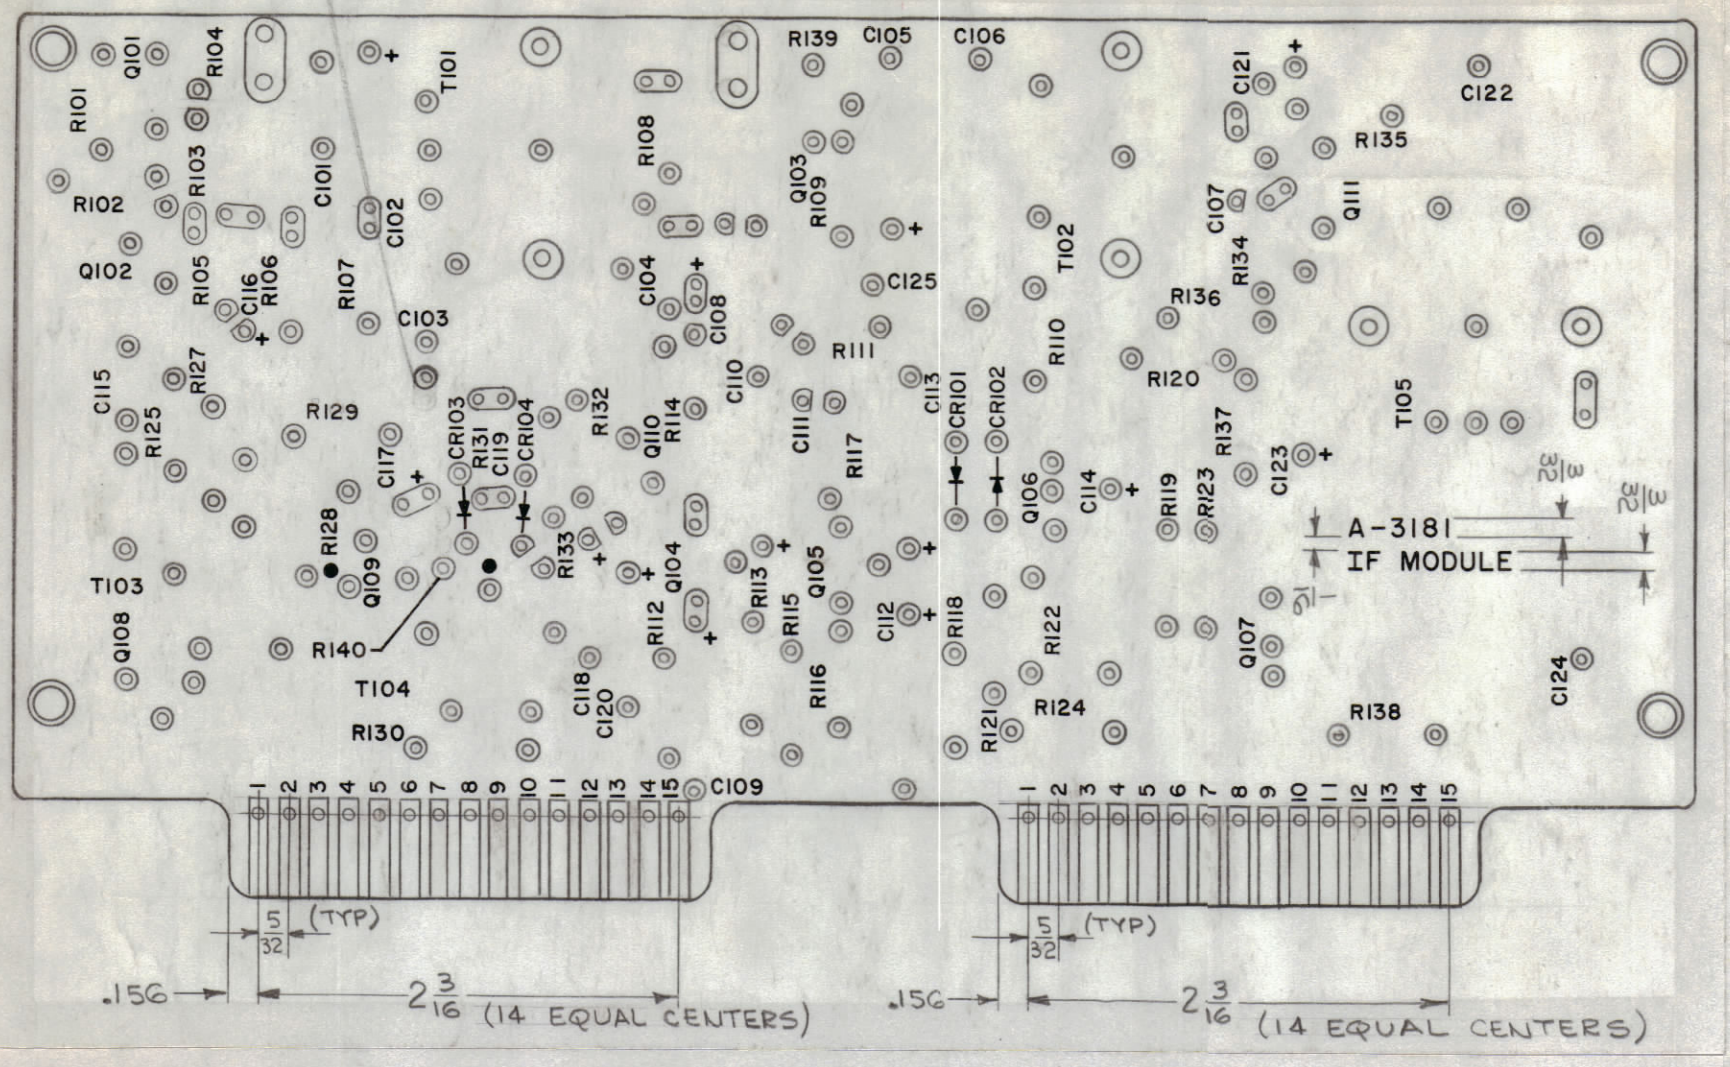 Q101
R104
+
T101
R139
C105
C106
+
C121
C122
R101
R108
R135
R103
C101
Q103
R109
R102
C102
+
C107
Q111
T102
Q102
R105
C116
R106
R107
C104
+
C125
R134
R136
C103
+
C108
R111
R110
C115
R127
C110
C113
R120
T105
R125
R129
CR103
R131
C119
CR104
R132
Q110
R114
C111
R117
CR101
CR102
R137
C117
+
Q106
C114
+
R119
R123
C123
+
3/32
3/32
R128
A-3181
IF MODULE
1/16
T103
Q109
R133
+
+
Q104
+
R113
Q105
+
Q108
R140
R112
+
R115
C112
+
R118
R122
Q107
T104
C118
C120
R116
C124
R130
R121
R124
R138
1 2 3 4 5 6 7 8 9 10 11 12 13 14 15
C109
1 2 3 4 5 6 7 8 9 10 11 12 13 14 15
5/32 (TYP)
5/32 (TYP)
.156
2 3/16 (14 EQUAL CENTERS)
.156
2 3/16 (14 EQUAL CENTERS)